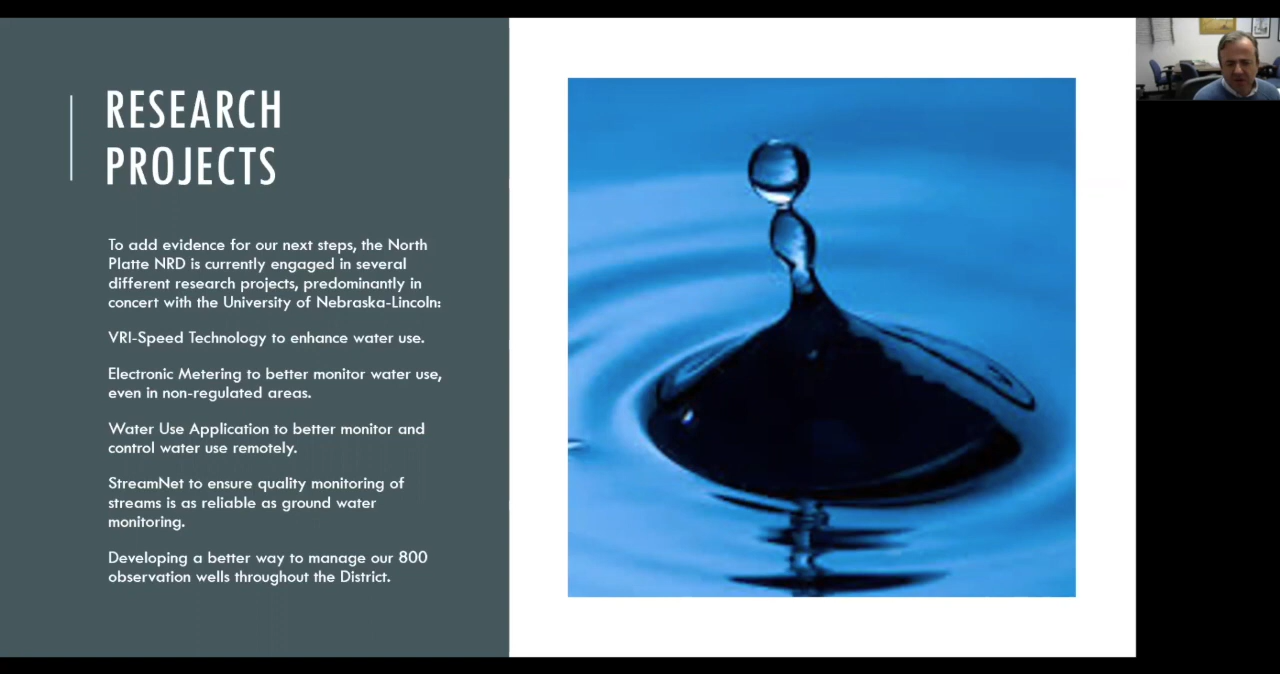 RESEARCH
PROJECTS
To add evidence for our next steps, the North
Platte NRD is currently engaged in several
different research projects, predominantly in
concert with the University of Nebraska-Lincoln:
VRI-Speed Technology to enhance water use.
Electronic Metering to better monitor water use,
even in non-regulated areas.
Water Use Application to better monitor and
control water use remotely.
StreamNet to ensure quality monitoring of
streams is as reliable as ground water
monitoring.
Developing a better way to manage our 800
observation wells throughout the District.